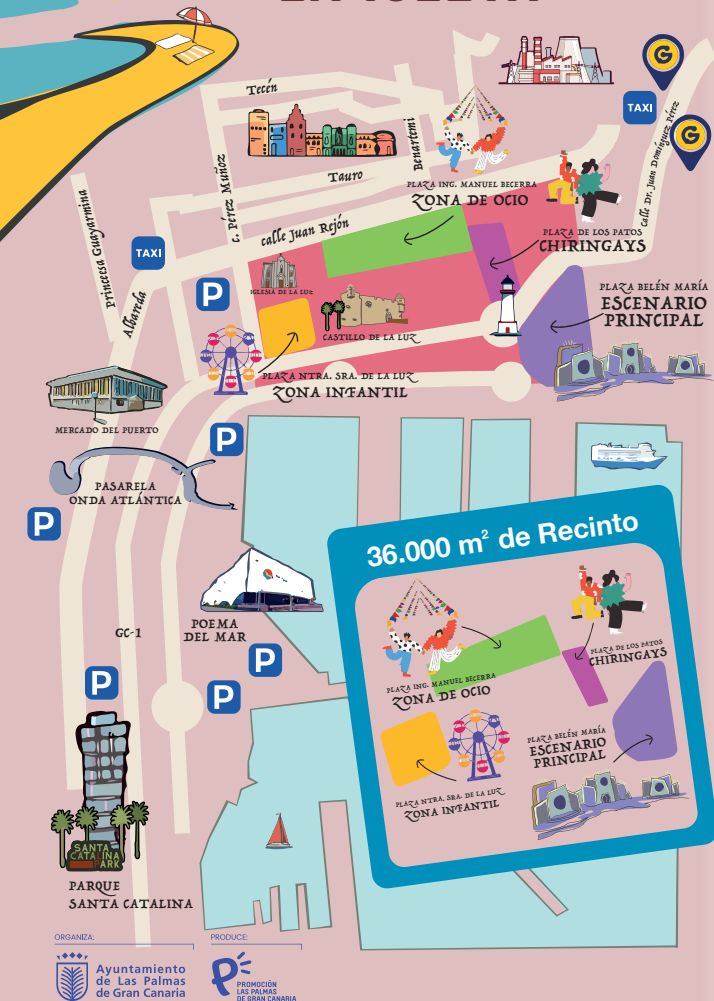 Tecén
G
TAXI
G
Calle Dr. Juan Domínguez Pérez
Benartemi
Tauro
c. Pérez Muñoz
PLAZA ING. MANUEL BECERRA
ZONA DE OCIO
Princesa Guayarmina
calle Juan Rejón
PLAZA DE LOS PATOS
CHIRINGAYS
TAXI
Albareda
P
IGLESIA DE LA LUZ
CASTILLO DE LA LUZ
PLAZA BELÉN MARÍA
ESCENARIO
PRINCIPAL
PLAZA NTRA. SRA. DE LA LUZ
ZONA INFANTIL
MERCADO DEL PUERTO
P
PASARELA
ONDA ATLÁNTICA
P
36.000 m² de Recinto
POEMA
DEL MAR
GC-1
P
P
P
PLAZA ING. MANUEL BECERRA
ZONA DE OCIO
PLAZA DE LOS PATOS
CHIRINGAYS
PLAZA BELÉN MARÍA
ESCENARIO
PRINCIPAL
PLAZA NTRA. SRA. DE LA LUZ
ZONA INFANTIL
SANTA
CATALINA
PARK
PARQUE
SANTA CATALINA
ORGANIZA:
Ayuntamiento
de Las Palmas
de Gran Canaria
PRODUCE:
P
PROMOCIÓN
LAS PALMAS
DE GRAN CANARIA